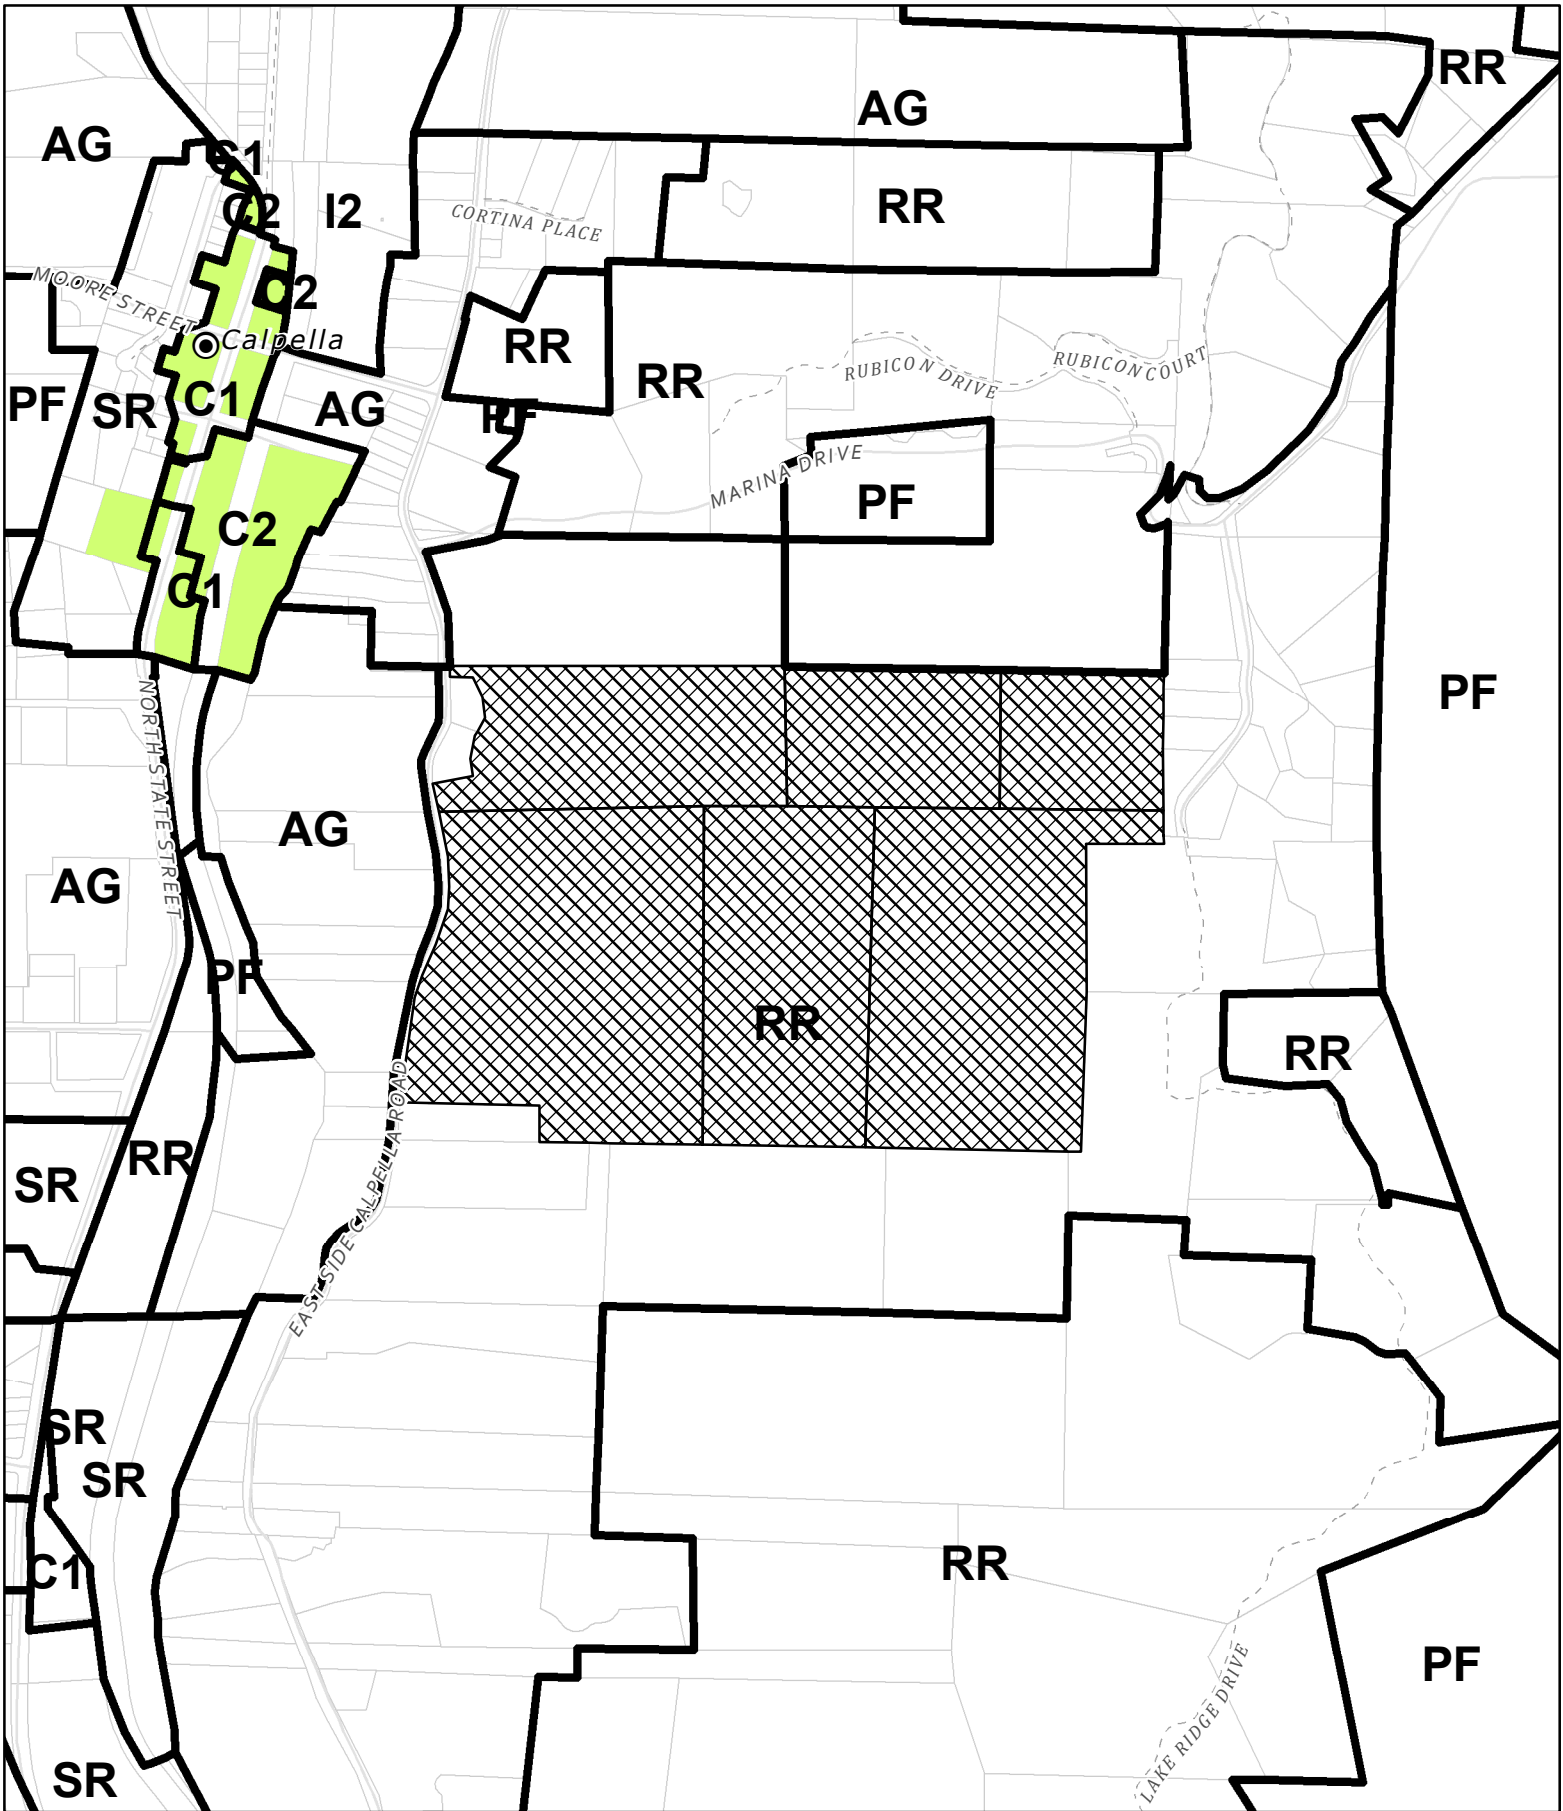 RR
AG
AG
C1
RR
C2
I2
CORTINA PLACE
MOORE STREET
C2
Calpella
RR
RR
RUBICON DRIVE
RUBICON COURT
PF
SR
C1
AG
PF
MARINA DRIVE
PF
C2
C1
PF
NORTH STATE STREET
AG
AG
PF
RR
RR
EAST SIDE CALPELLA ROAD
RR
SR
SR
SR
C1
RR
LAKE RIDGE DRIVE
PF
SR